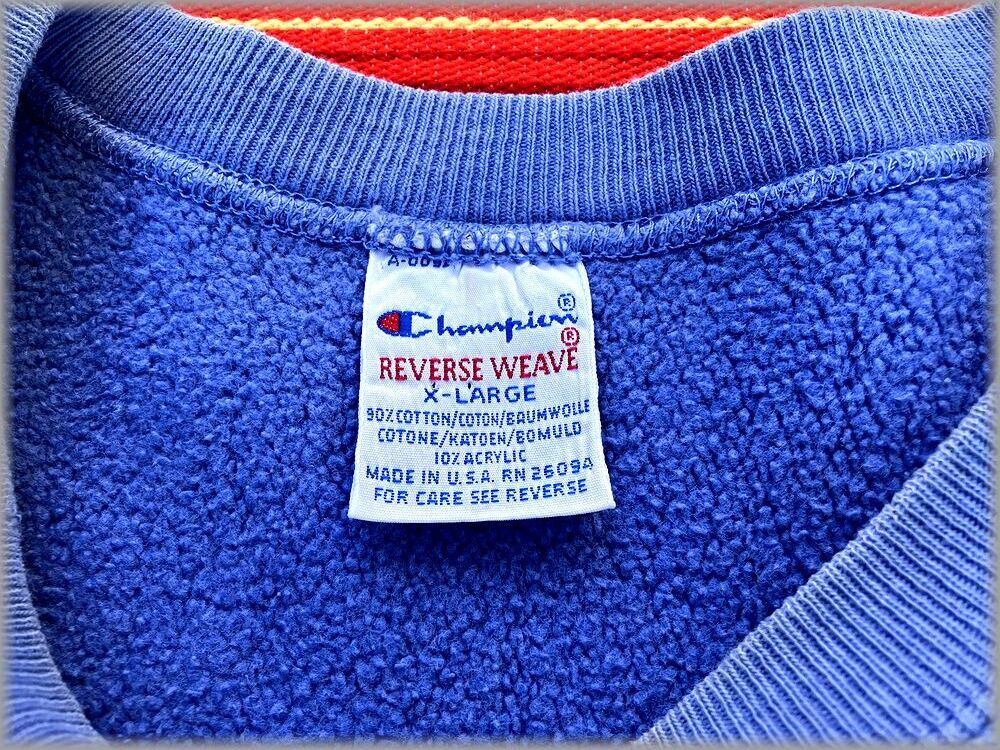 Champion®
®
REVERSE WEAVE
X-LARGE
90% COTTON/COTON/BAUMWOLLE
COTONE/KATOEN/BOMULD
10% ACRYLIC
MADE IN U.S.A. RN 26094
FOR CARE SEE REVERSE